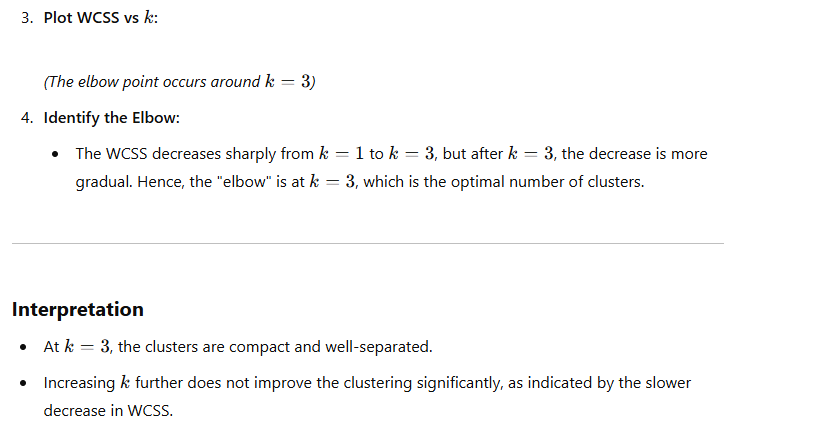 3. Plot WCSS vs k:
(The elbow point occurs around k = 3)
4. Identify the Elbow:
• The WCSS decreases sharply from k = 1 to k = 3, but after k = 3, the decrease is more
gradual. Hence, the "elbow" is at k = 3, which is the optimal number of clusters.
Interpretation
• At k = 3, the clusters are compact and well-separated.
• Increasing k further does not improve the clustering significantly, as indicated by the slower
decrease in WCSS.